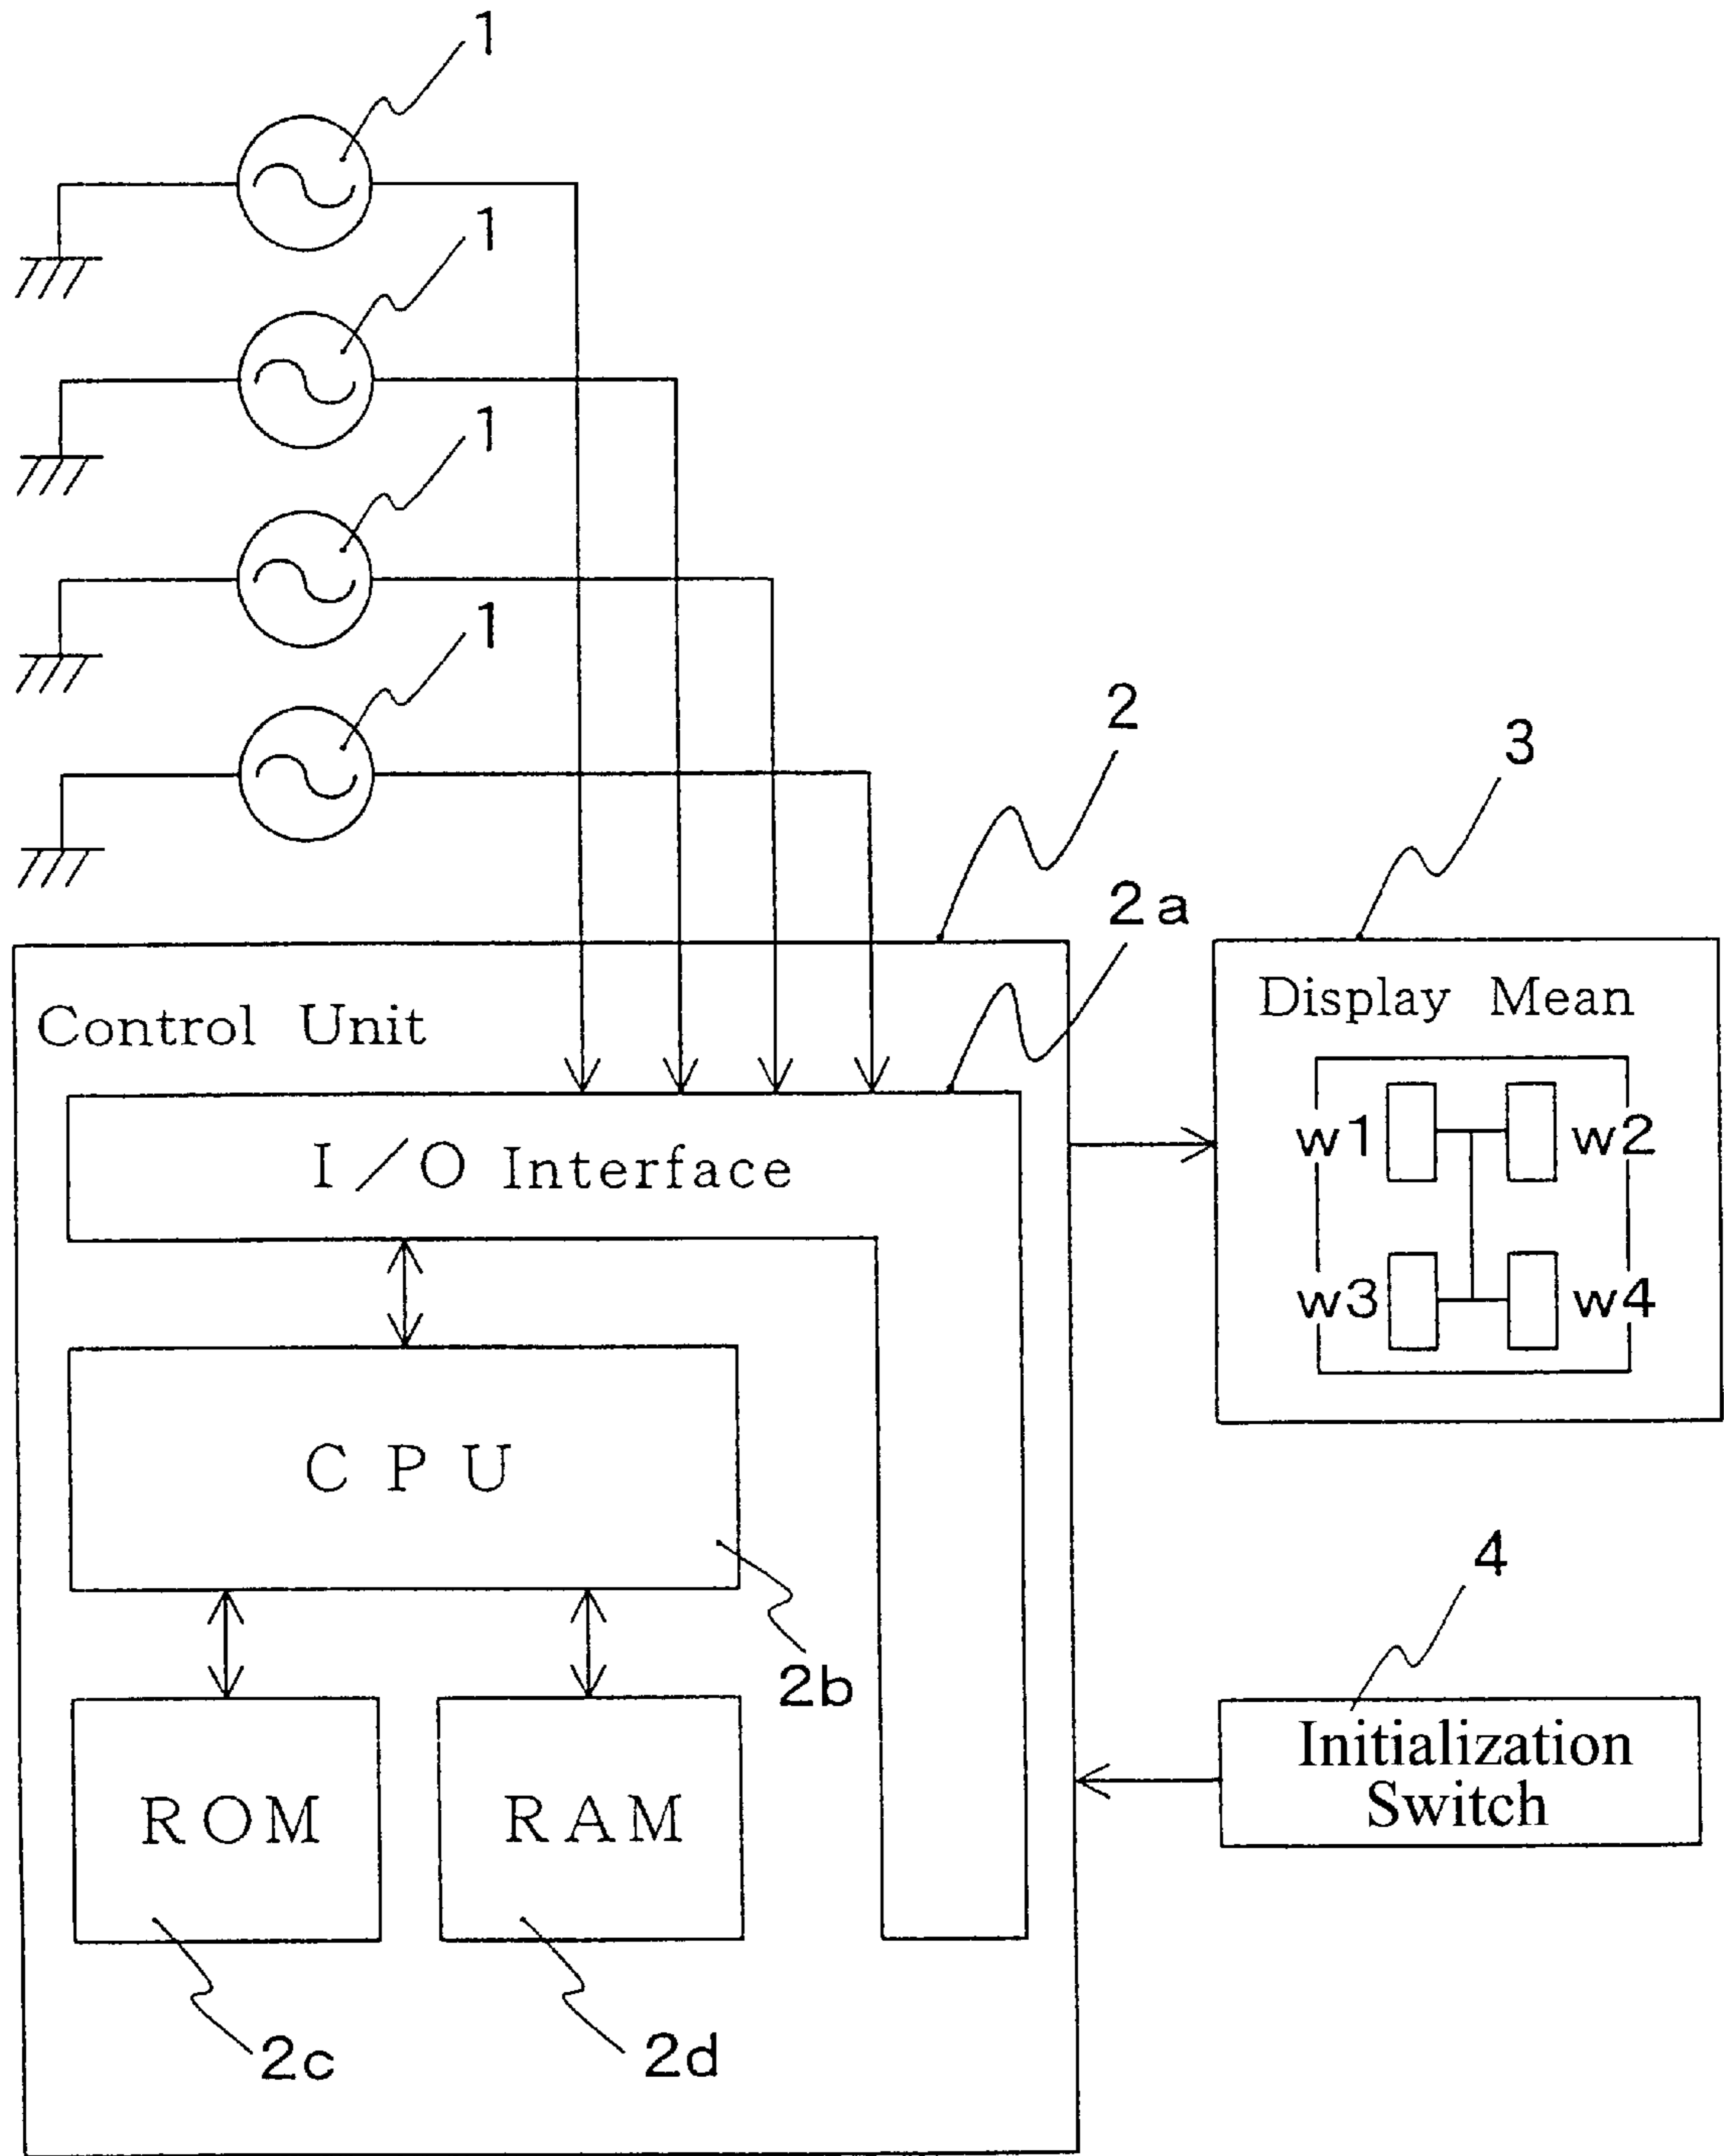 1
1
1
1
2
3
2a
Control Unit
Display Mean
I/O Interface
w1 w2
w3 w4
CPU
2b
4
ROM RAM
Initialization
Switch
2c 2d